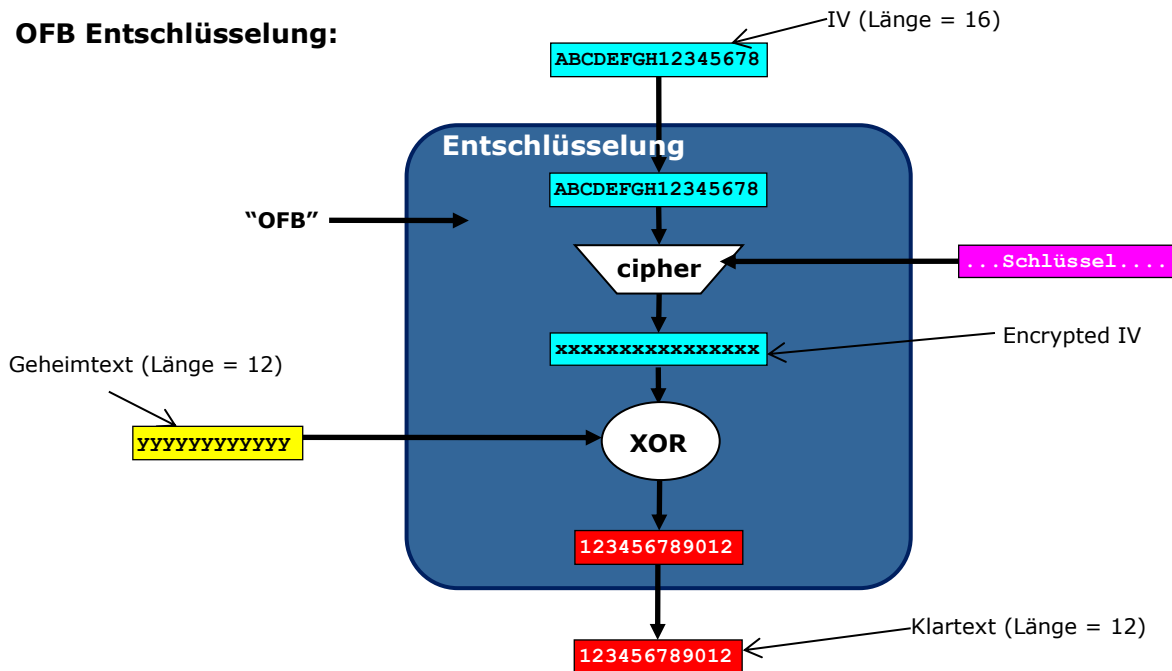 OFB Entschlüsselung:
IV (Länge = 16)
ABCDEFGH12345678
Entschlüsselung
ABCDEFGH12345678
“OFB”
cipher
...Schlüssel....
xxxxxxxxxxxxxxxx
Encrypted IV
Geheimtext (Länge = 12)
yyyyyyyyyyyy
XOR
123456789012
Klartext (Länge = 12)
123456789012